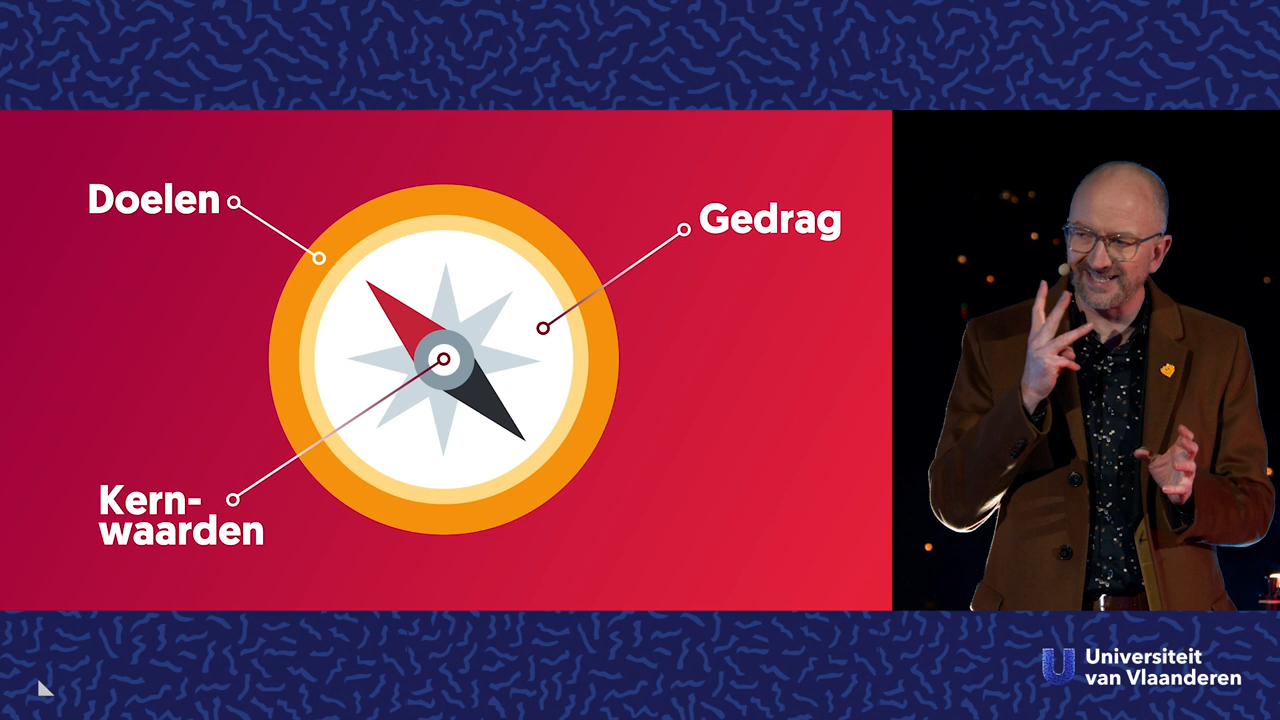 Doelen
Gedrag
Kern-
waarden
Universiteit
van Vlaanderen